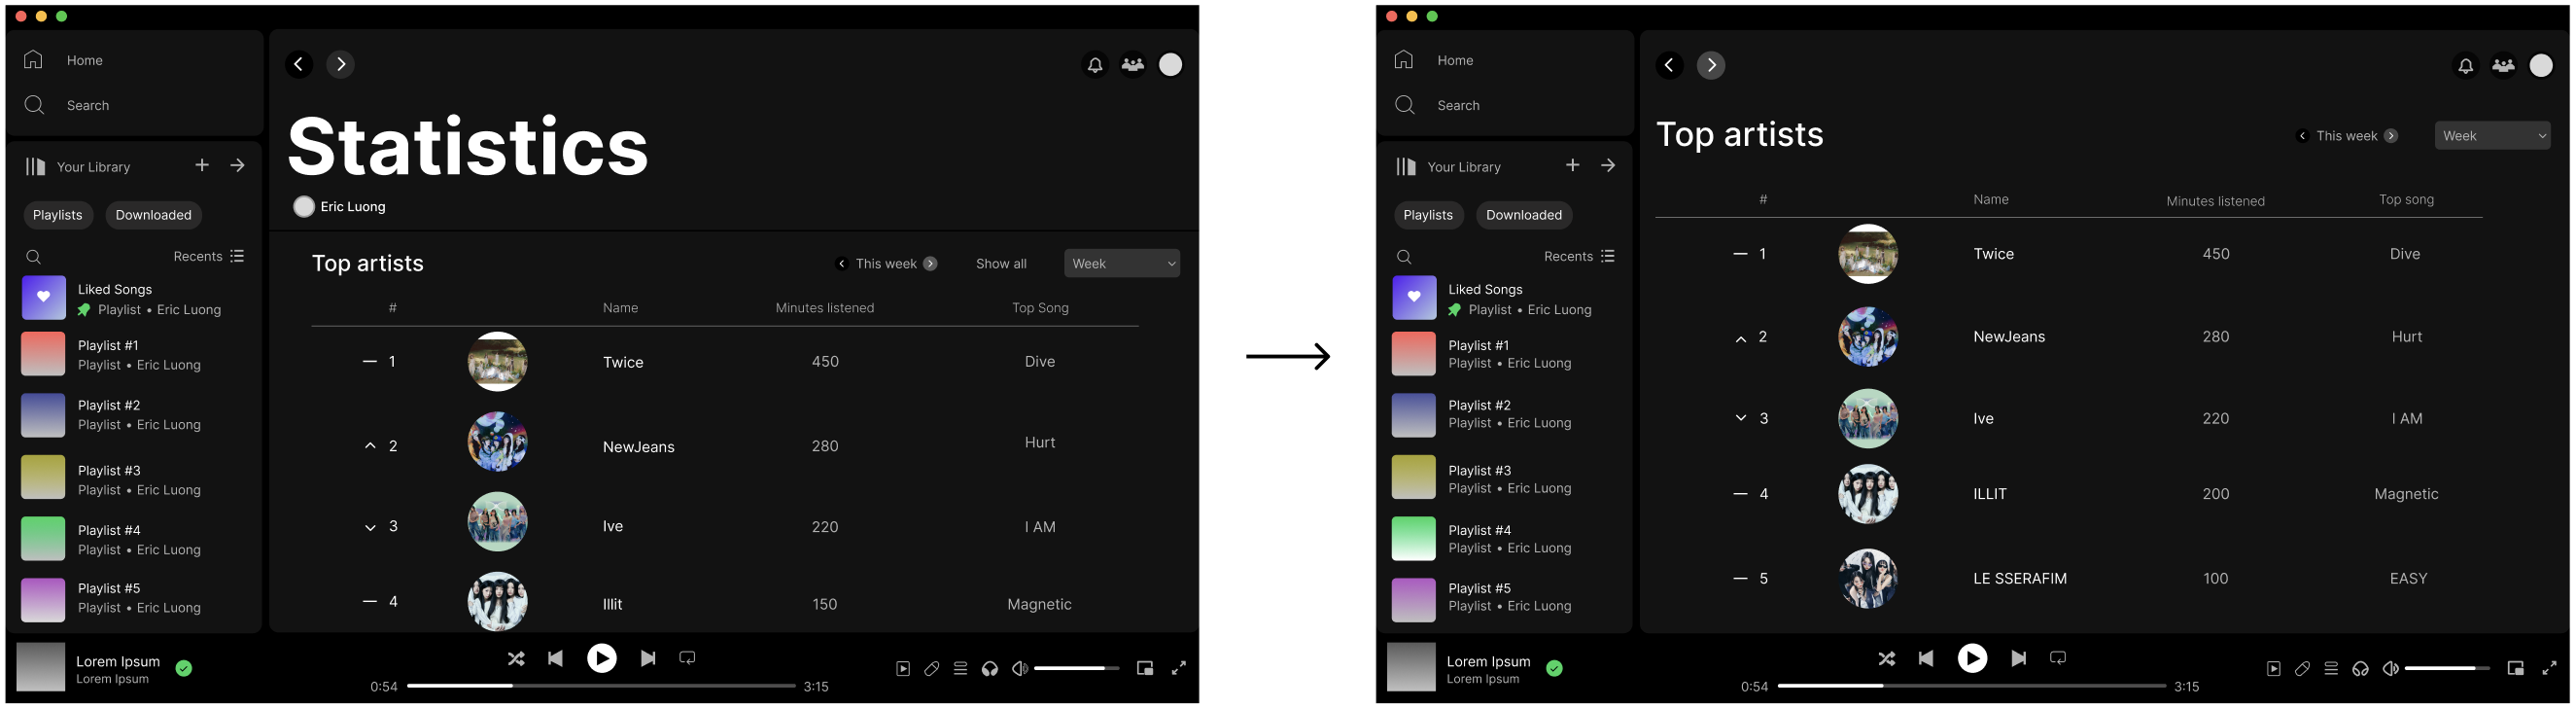 Home
Search
Your Library
Playlists Downloaded
Recents
Liked Songs
Playlist • Eric Luong
Playlist #1
Playlist • Eric Luong
Playlist #2
Playlist • Eric Luong
Playlist #3
Playlist • Eric Luong
Playlist #4
Playlist • Eric Luong
Playlist #5
Playlist • Eric Luong
Statistics
Eric Luong
Top artists This week Show all Week
# Name Minutes listened Top Song
1 Twice 450 Dive
2 NewJeans 280 Hurt
3 Ive 220 I AM
4 Illit 150 Magnetic
Lorem Ipsum
Lorem Ipsum
0:54 3:15
Home
Search
Your Library
Playlists Downloaded
Recents
Liked Songs
Playlist • Eric Luong
Playlist #1
Playlist • Eric Luong
Playlist #2
Playlist • Eric Luong
Playlist #3
Playlist • Eric Luong
Playlist #4
Playlist • Eric Luong
Playlist #5
Playlist • Eric Luong
Top artists This week Week
# Name Minutes listened Top song
1 Twice 450 Dive
2 NewJeans 280 Hurt
3 Ive 220 I AM
4 ILLIT 200 Magnetic
5 LE SSERAFIM 100 EASY
Lorem Ipsum
Lorem Ipsum
0:54 3:15